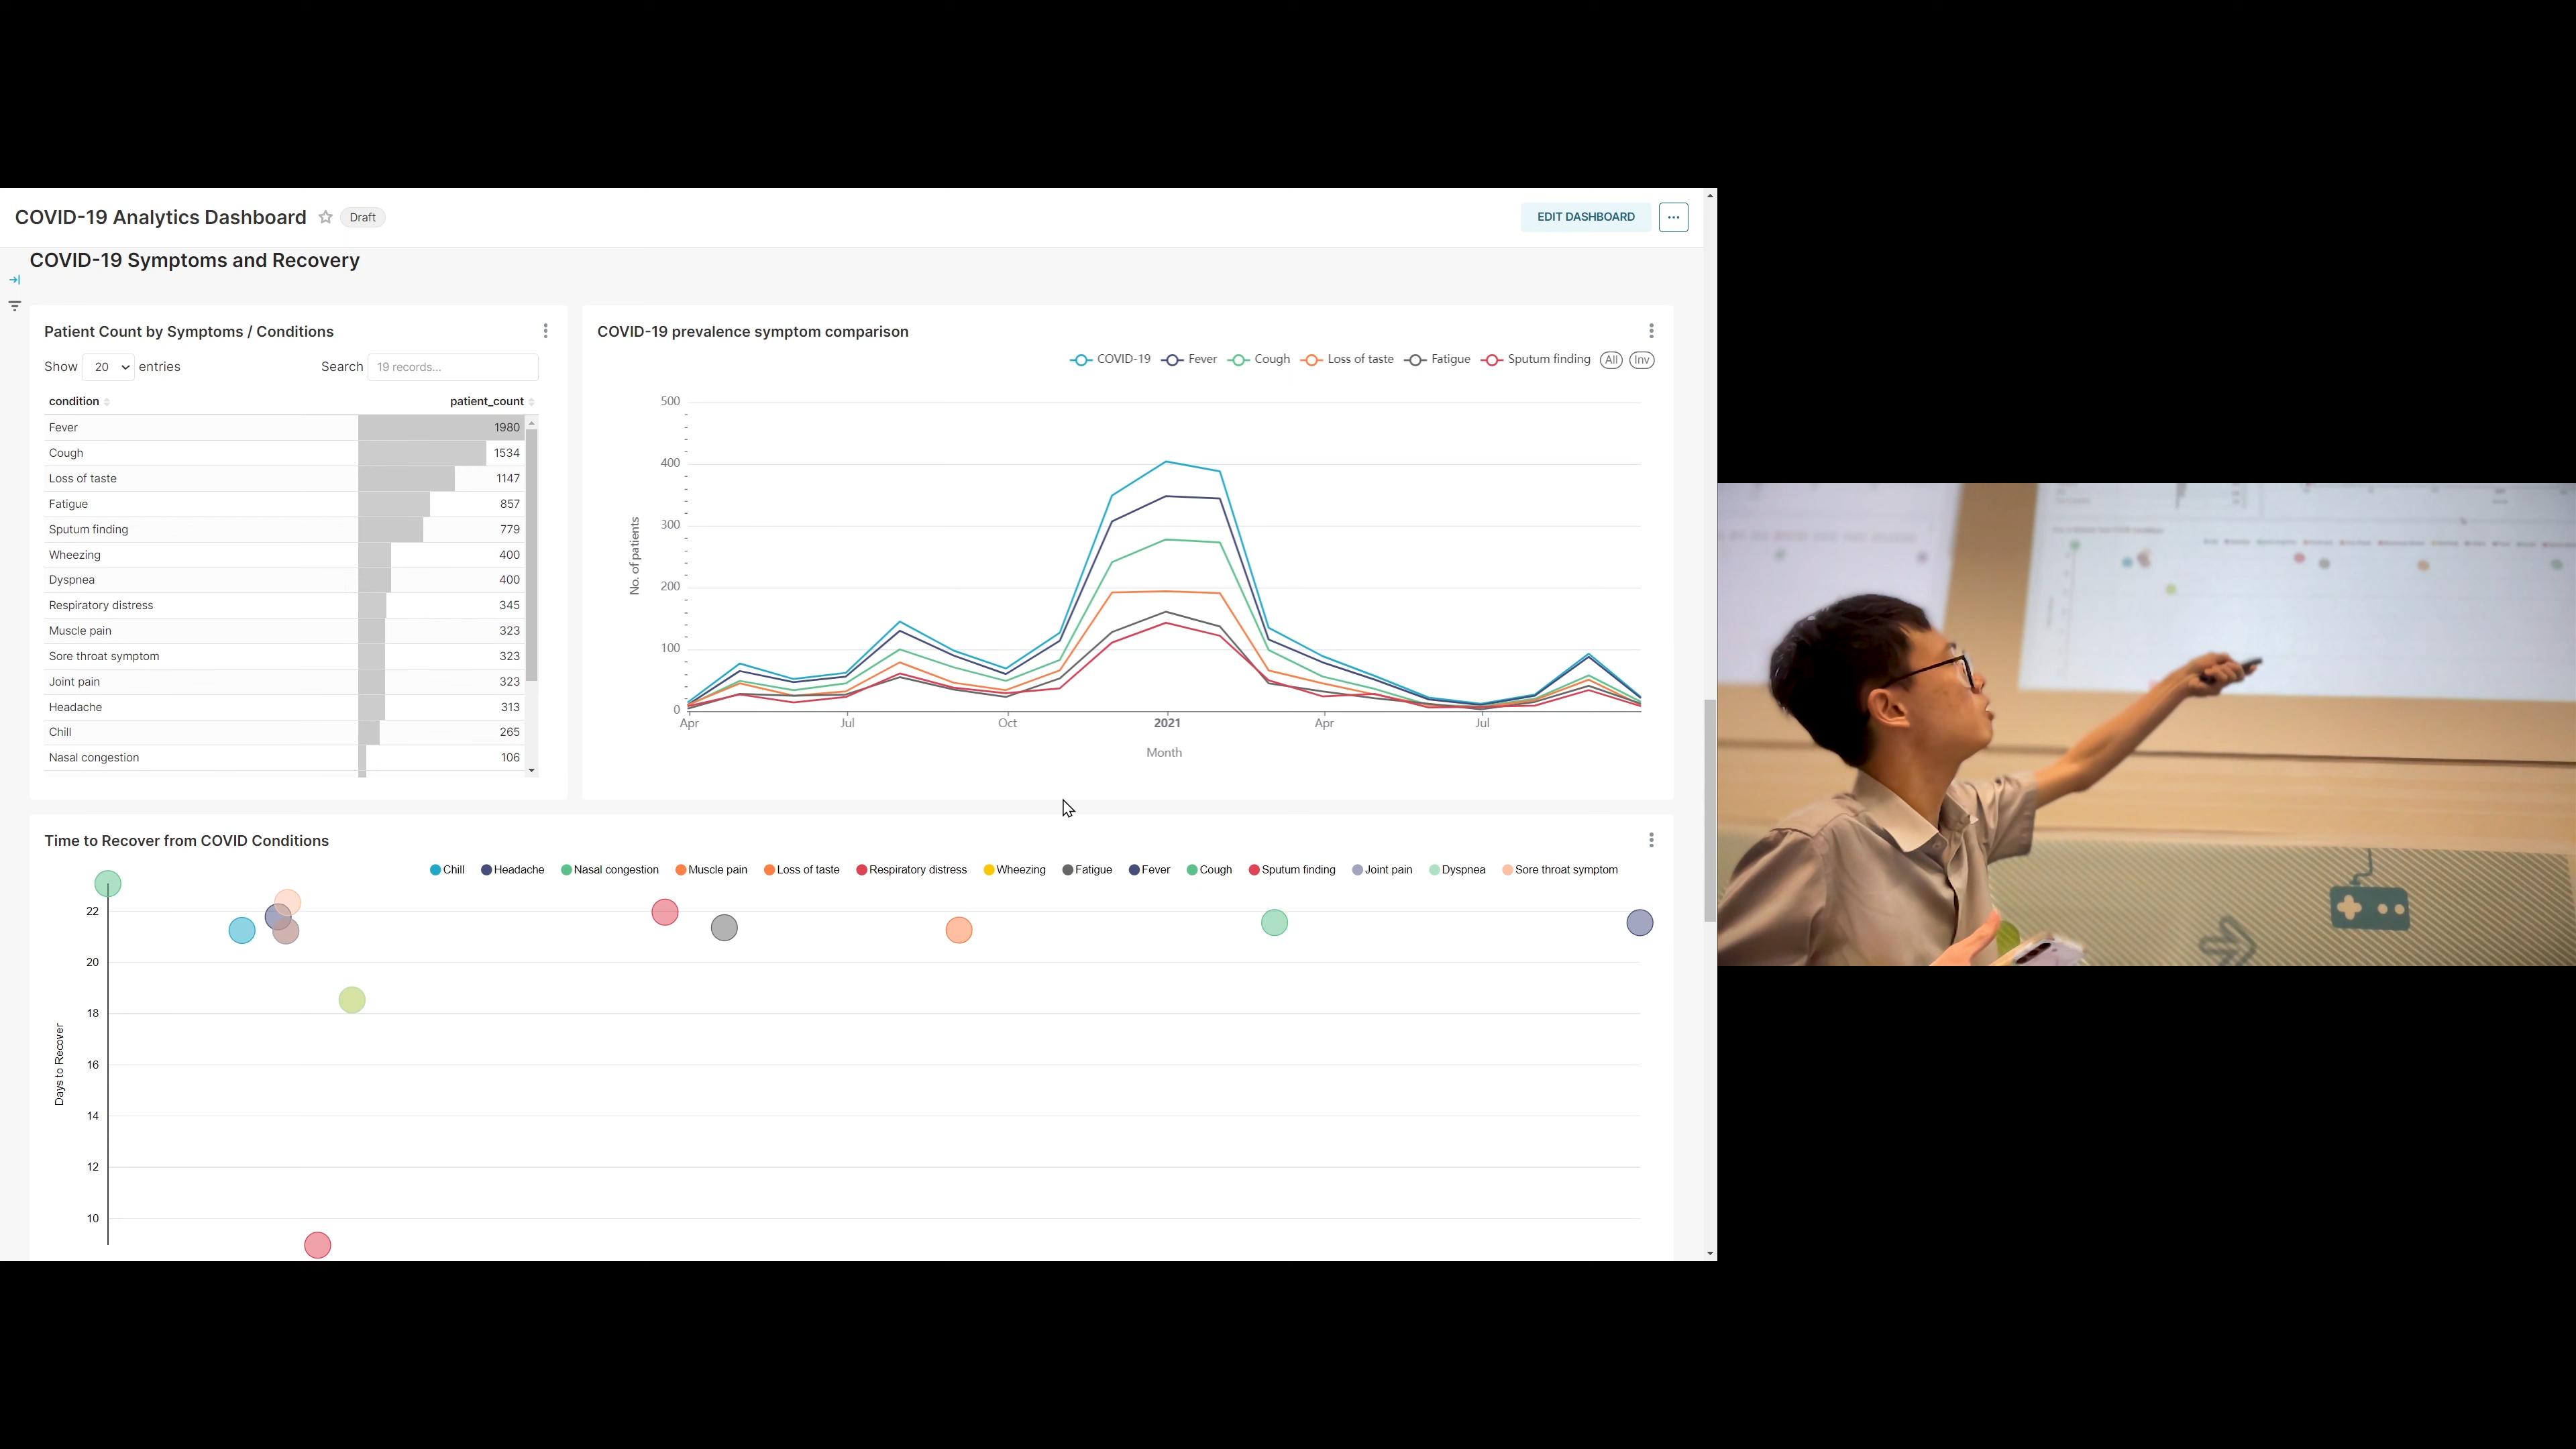 COVID-19 Analytics Dashboard Draft EDIT DASHBOARD ...
COVID-19 Symptoms and Recovery
Patient Count by Symptoms / Conditions
Show 20 entries Search 19 records...
condition patient_count
Fever 1980
Cough 1534
Loss of taste 1147
Fatigue 857
Sputum finding 779
Wheezing 400
Dyspnea 400
Respiratory distress 345
Muscle pain 323
Sore throat symptom 323
Joint pain 323
Headache 313
Chill 265
Nasal congestion 106
COVID-19 prevalence symptom comparison
COVID-19 Fever Cough Loss of taste Fatigue Sputum finding All Inv
500
400
300
200
100
0
No. of patients
Apr Jul Oct 2021 Apr Jul
Month
Time to Recover from COVID Conditions
Chill Headache Nasal congestion Muscle pain Loss of taste Respiratory distress Wheezing Fatigue Fever Cough Sputum finding Joint pain Dyspnea Sore throat symptom
22
20
18
16
14
12
10
Days to Recover